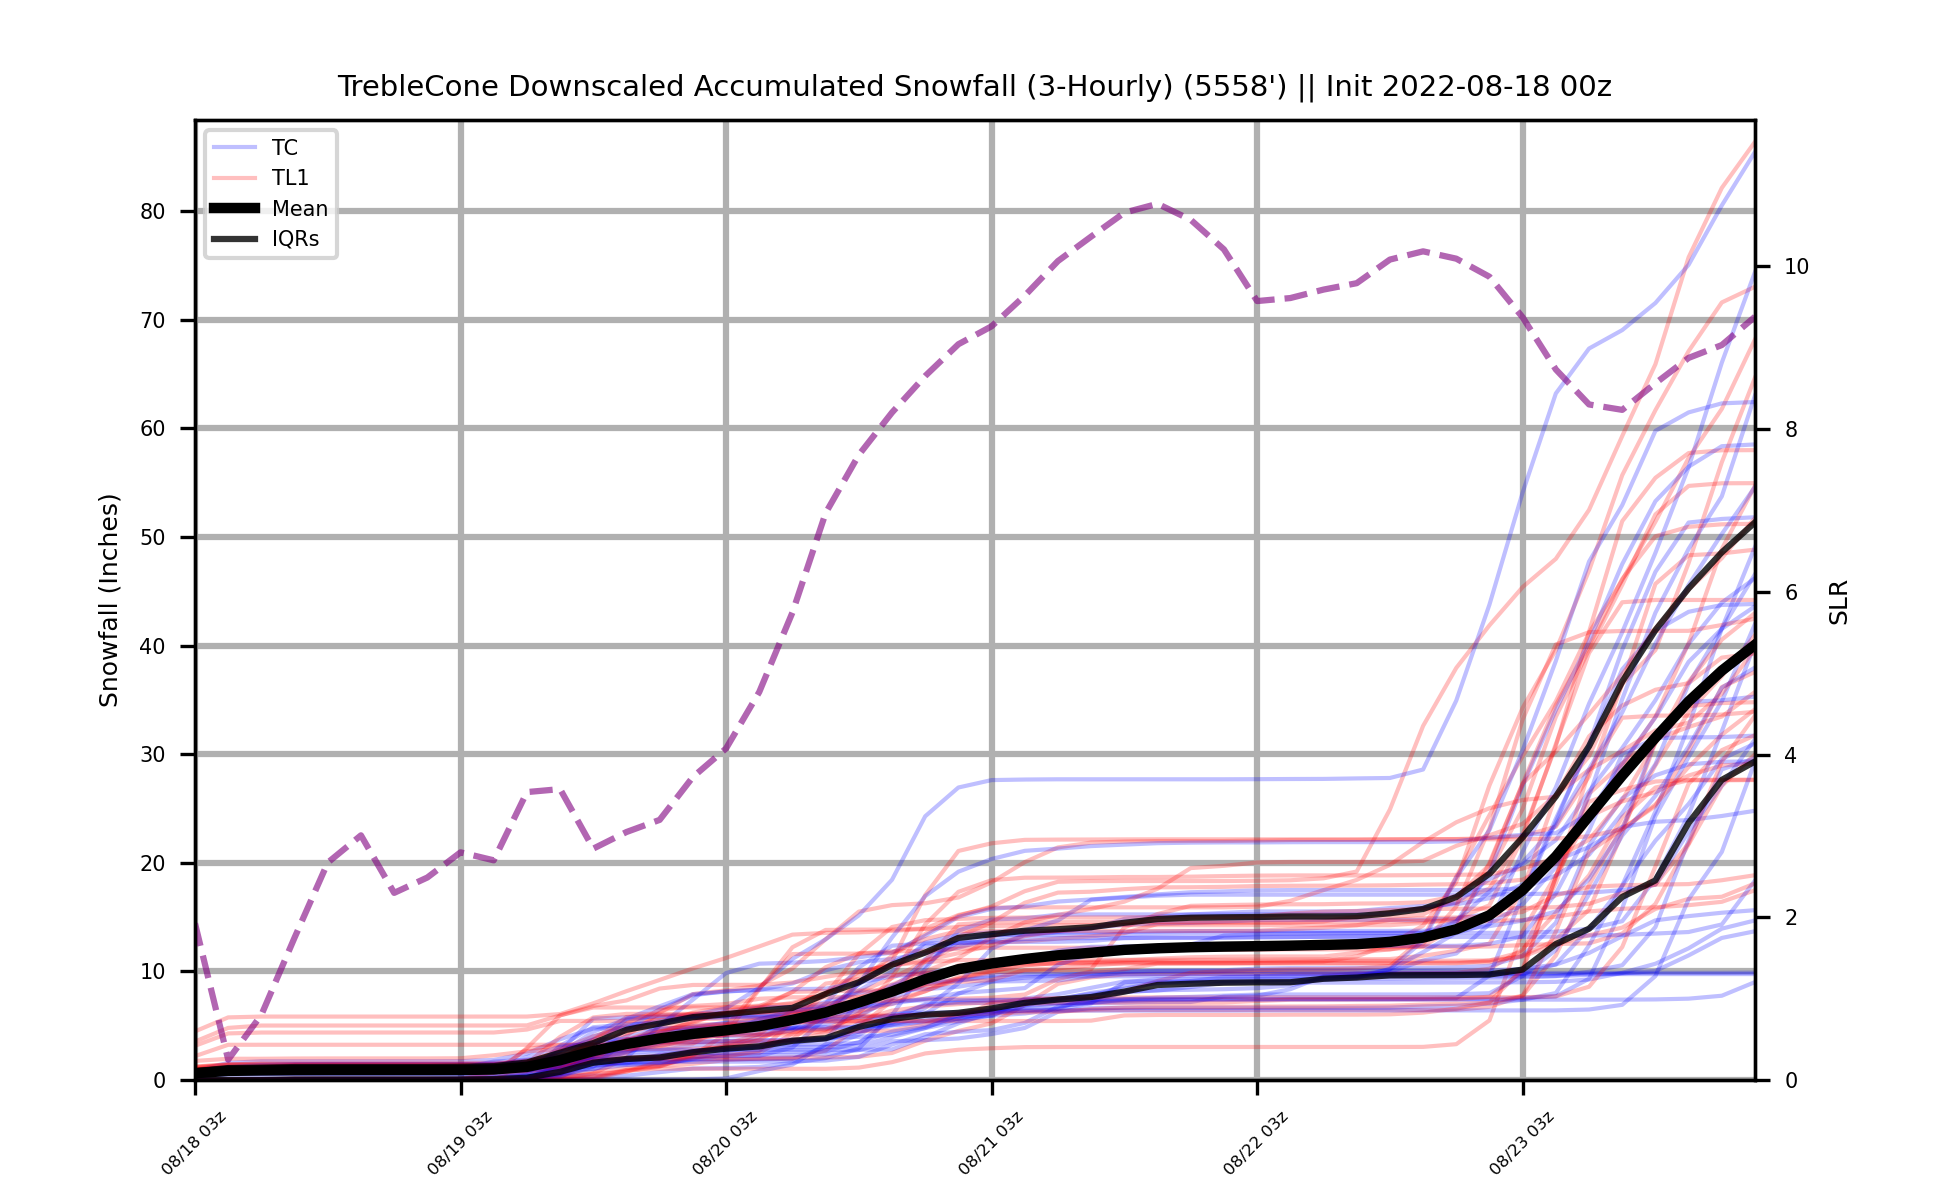 TrebleCone Downscaled Accumulated Snowfall (3-Hourly) (5558') || Init 2022-08-18 00z
TC
TL1
Mean
IQRs
Snowfall (Inches)
80
70
60
50
40
30
20
10
0
SLR
10
8
6
4
2
0
08/18 03z
08/19 03z
08/20 03z
08/21 03z
08/22 03z
08/23 03z